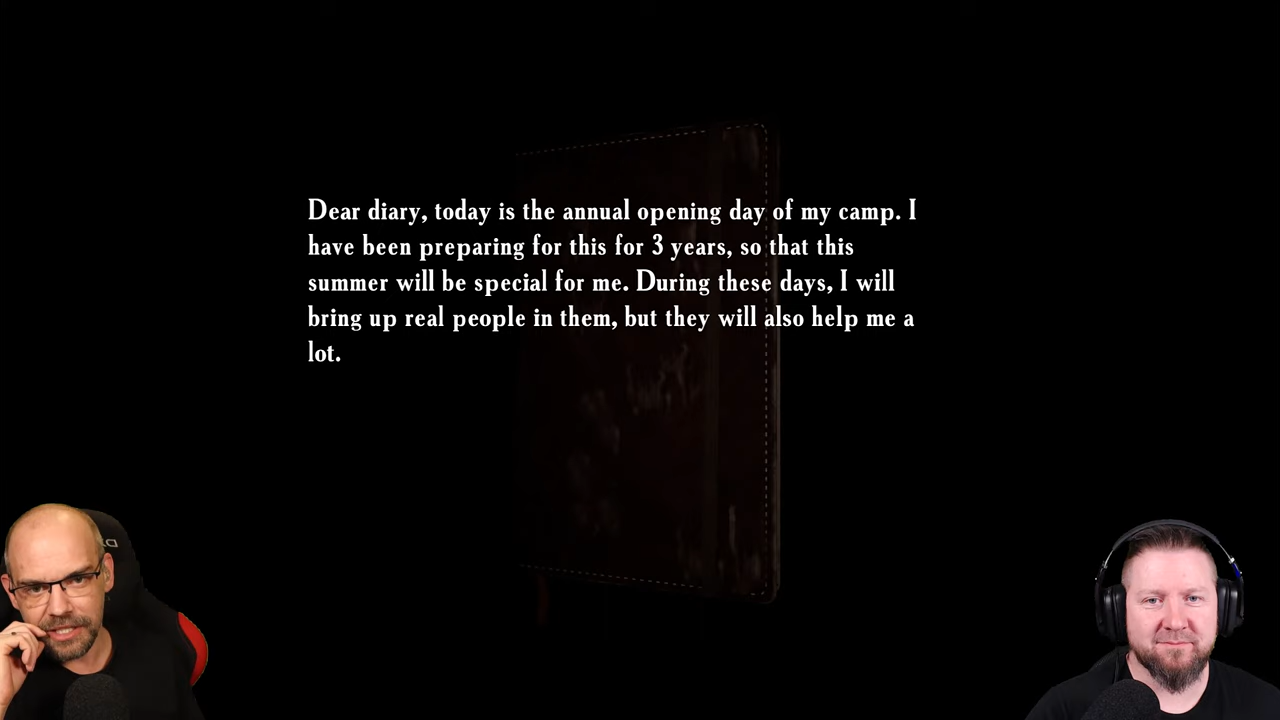 Dear diary, today is the annual opening day of my camp. I
have been preparing for this for 3 years, so that this
summer will be special for me. During these days, I will
bring up real people in them, but they will also help me a
lot.